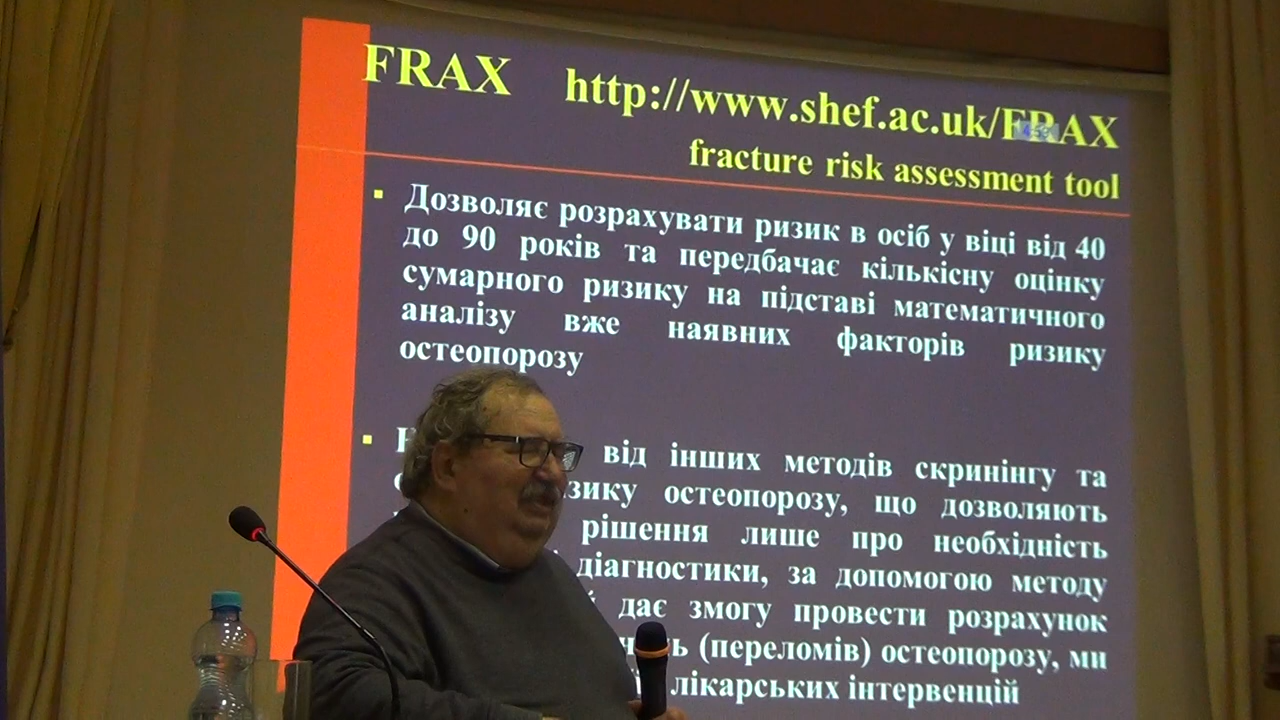 FRAX http://www.shef.ac.uk/FRAX
fracture risk assessment tool
Дозволяє розрахувати ризик в осіб у віці від 40
до 90 років та передбачає кількісну оцінку
сумарного ризику на підставі математичного
аналізу вже наявних факторів ризику
остеопорозу
від інших методів скринінгу та
остеопорозу, що дозволяють
рішення лише про необхідність
діагностики, за допомогою методу
дає змогу провести розрахунок
(переломів) остеопорозу, ми
лікарських інтервенцій